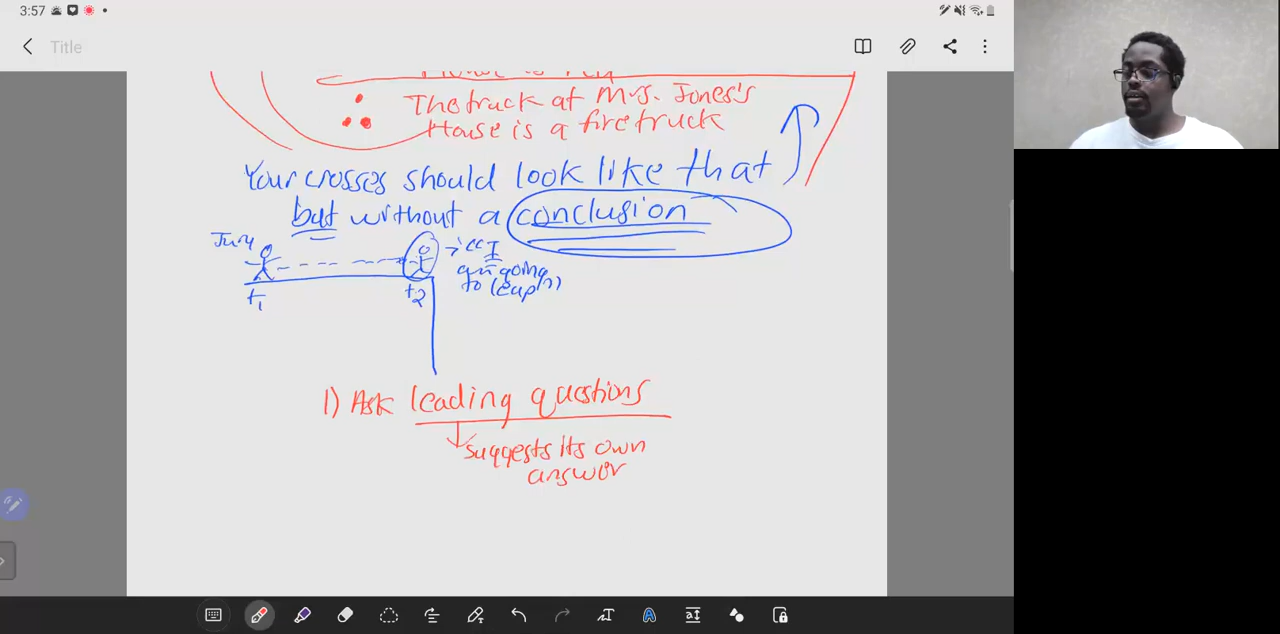 3:57
Title
The truck at Mrs. Jones's
House is a firetruck
Your crosses should look like that
but without a conclusion
Jury
"I
am going
to leap"
t1
t2
1) Ask leading questions
suggests its own
answer